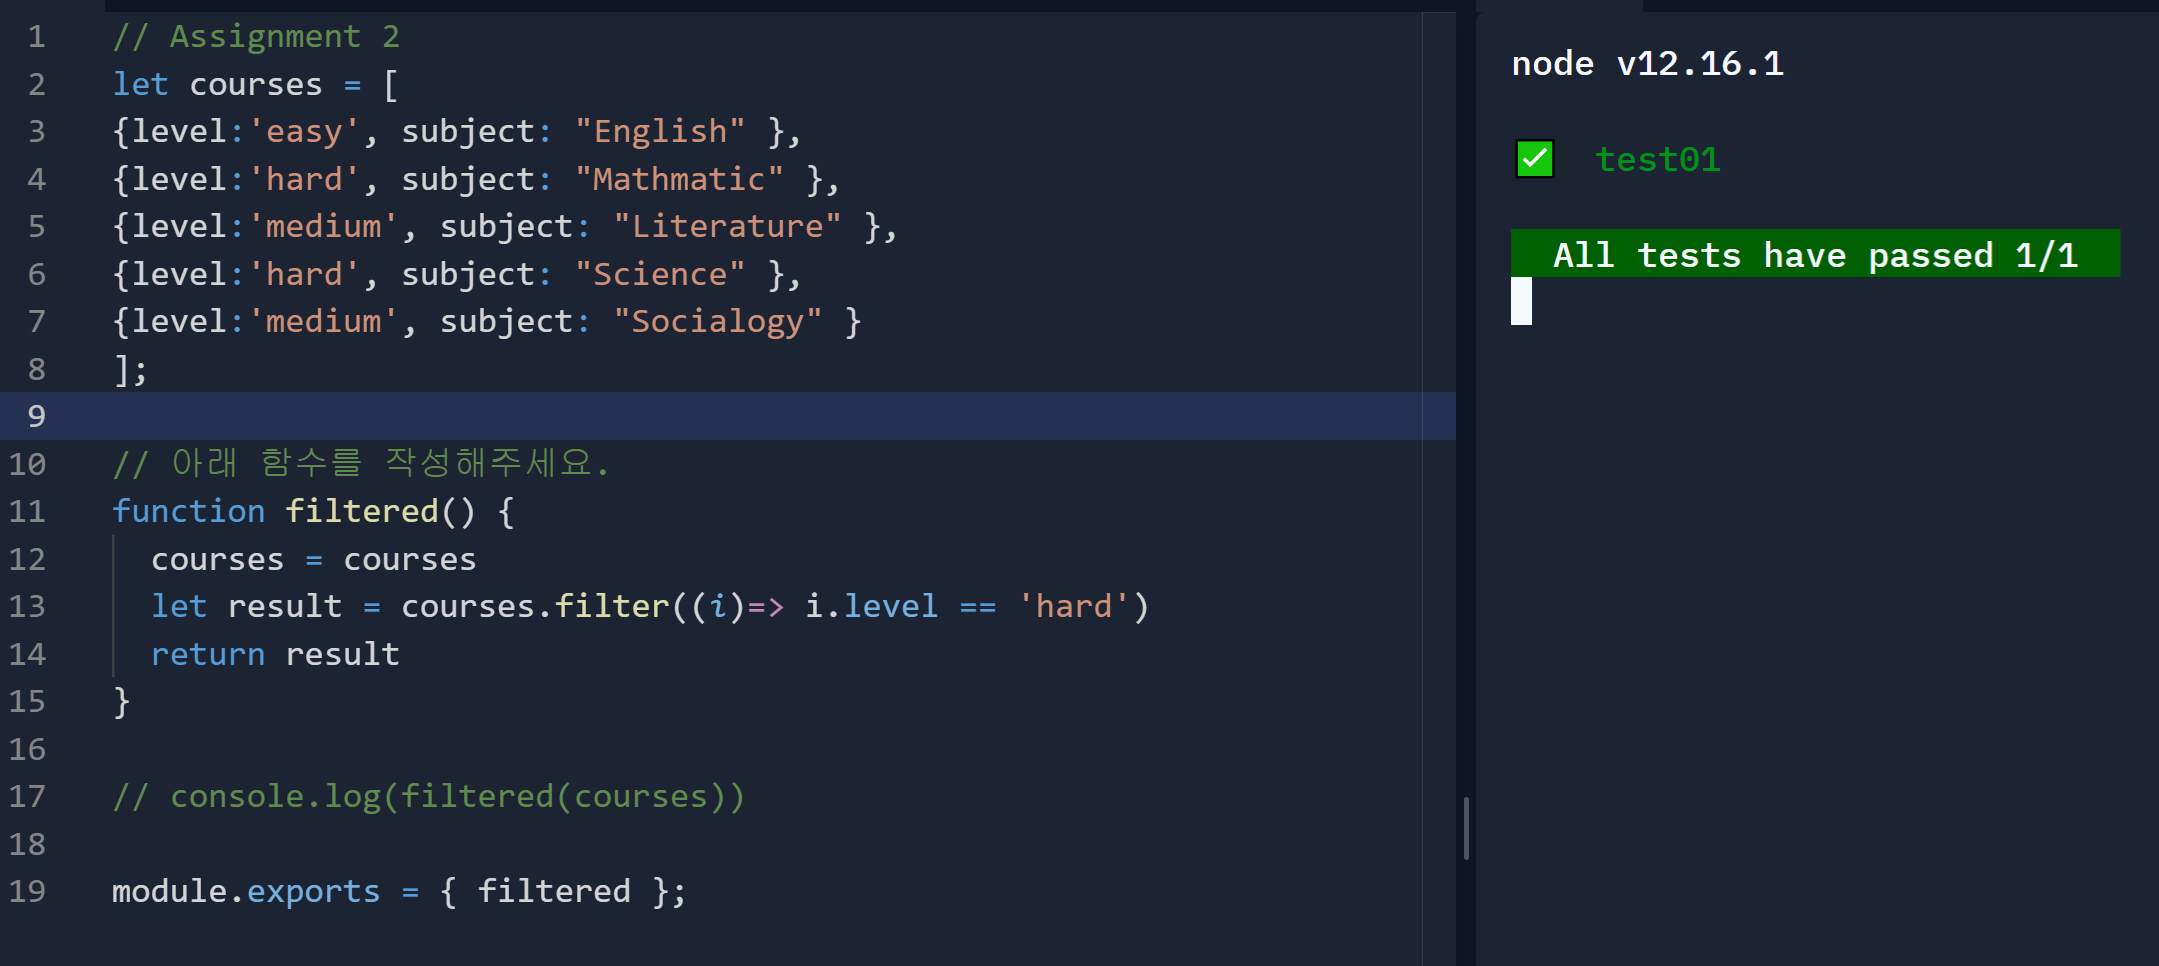 1 // Assignment 2
2 let courses = [
3 {level:'easy', subject: "English" },
4 {level:'hard', subject: "Mathmatic" },
5 {level:'medium', subject: "Literature" },
6 {level:'hard', subject: "Science" },
7 {level:'medium', subject: "Socialogy" }
8 ];
9
10 // 아래 함수를 작성해주세요.
11 function filtered() {
12 courses = courses
13 let result = courses.filter((i)=> i.level == 'hard')
14 return result
15 }
16
17 // console.log(filtered(courses))
18
19 module.exports = { filtered };
node v12.16.1
✓ test01
All tests have passed 1/1